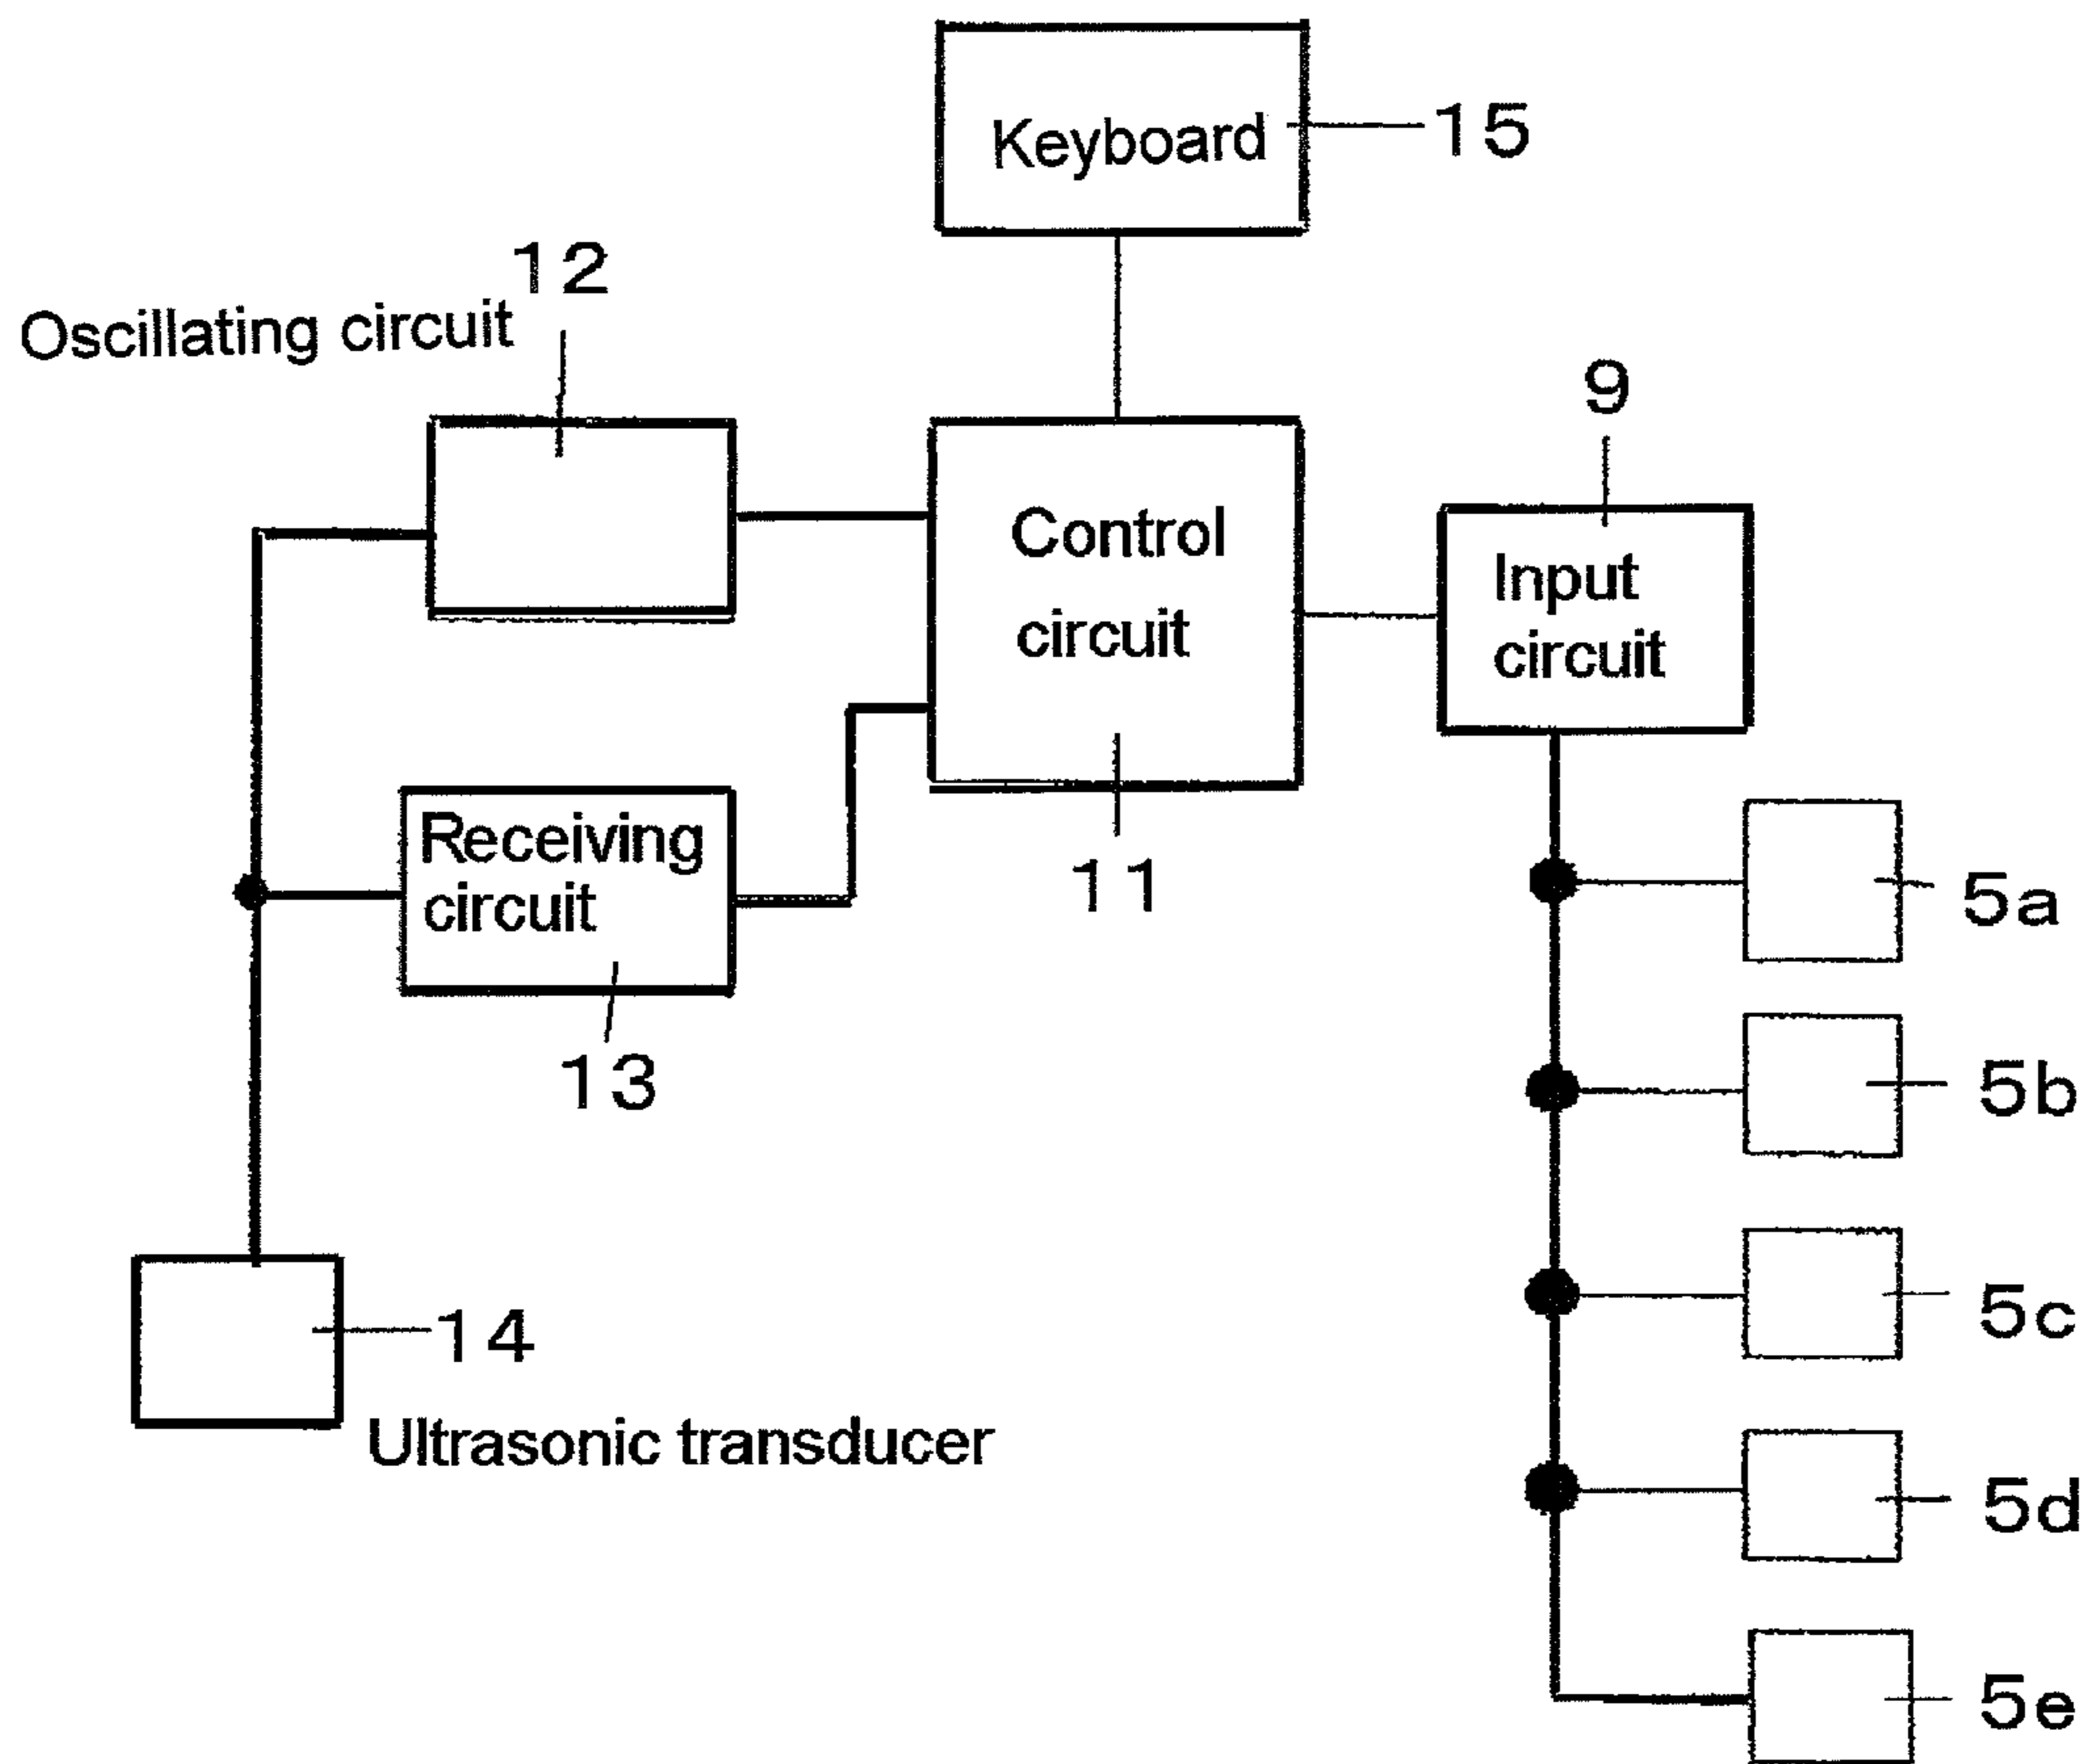 Keyboard
15
12
Oscillating circuit
9
Control
circuit
Input
circuit
Receiving
circuit
11
5a
13
5b
14
5c
Ultrasonic transducer
5d
5e